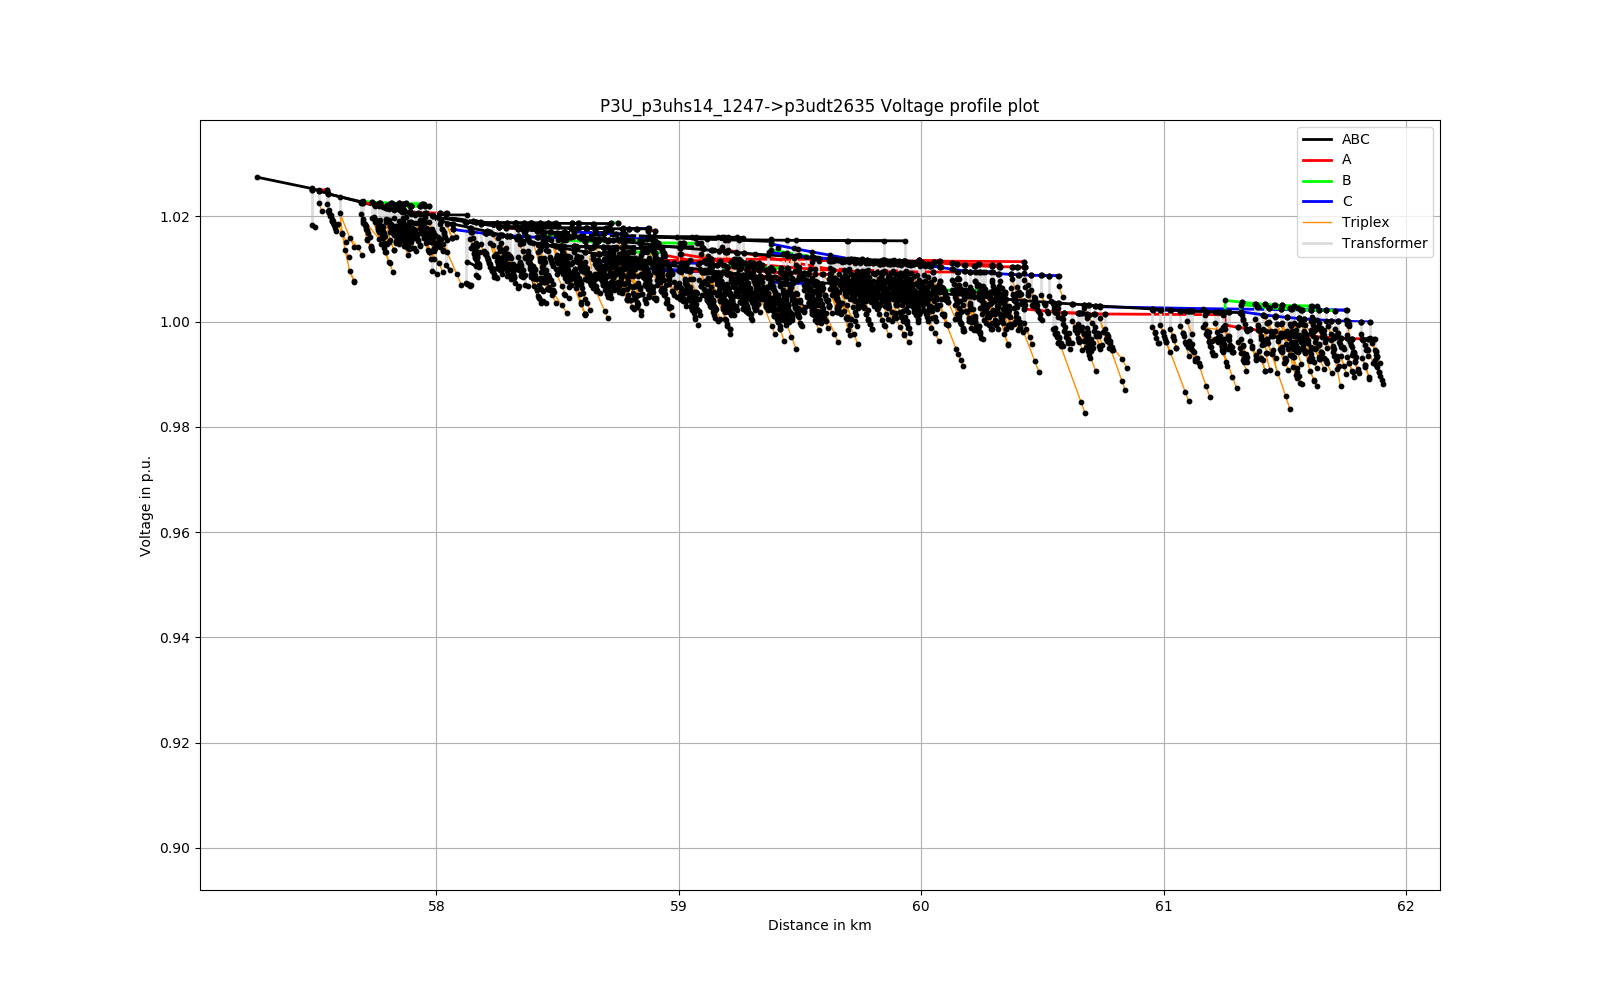 P3U_p3uhs14_1247->p3udt2635 Voltage profile plot
ABC
A
B
C
Triplex
Transformer
1.02
1.00
0.98
0.96
0.94
0.92
0.90
Voltage in p.u.
58
59
60
61
62
Distance in km